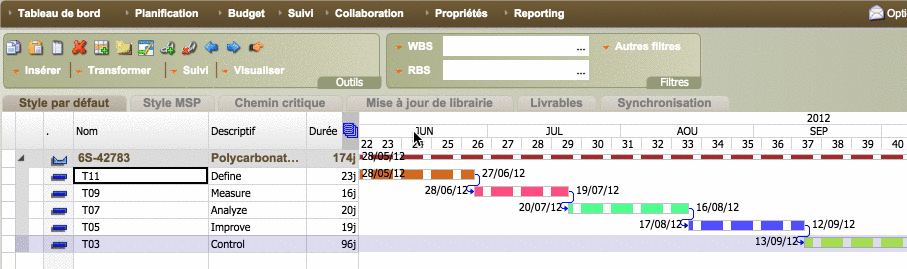 Tableau de bord Planification Budget Suivi Collaboration Propriétés Reporting Opti
Insérer Transformer Suivi Visualiser
Outils
WBS ... Autres filtres
RBS ...
Filtres
Style par défaut Style MSP Chemin critique Mise à jour de librairie Livrables Synchronisation
2012
. Nom Descriptif Durée JUN JUL AOU SEP
22 23 24 25 26 27 28 29 30 31 32 33 34 35 36 37 38 39 40
6S-42783 Polycarbonat... 174j 28/05/12
T11 Define 23j 28/05/12 27/06/12
T09 Measure 16j 28/06/12 19/07/12
T07 Analyze 20j 20/07/12 16/08/12
T05 Improve 19j 17/08/12 12/09/12
T03 Control 96j 13/09/12